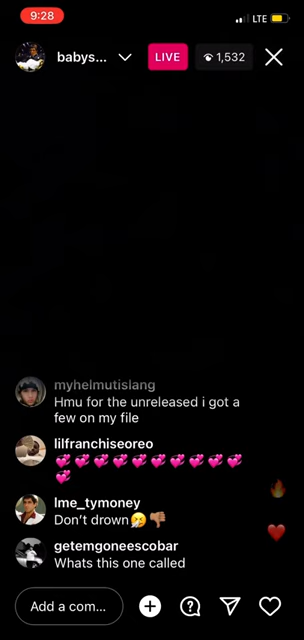 9:28
LTE
babys...
LIVE
1,532
myhelmutislang
Hmu for the unreleased i got a
few on my file
lilfranchiseoreo
💞💞💞💞💞💞💞💞💞💞
💞
lme_tymoney
Don't drown🤧👎🏽
getemgoneescobar
Whats this one called
Add a com...